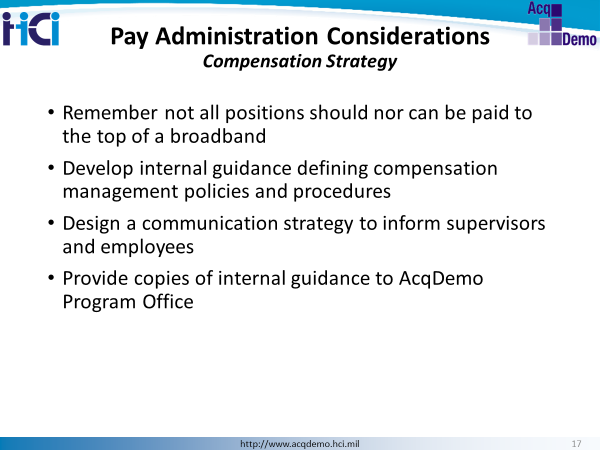 HCI
Acq
Demo
Pay Administration Considerations
Compensation Strategy
• Remember not all positions should nor can be paid to
the top of a broadband
• Develop internal guidance defining compensation
management policies and procedures
• Design a communication strategy to inform supervisors
and employees
• Provide copies of internal guidance to AcqDemo
Program Office
http://www.acqdemo.hci.mil
17